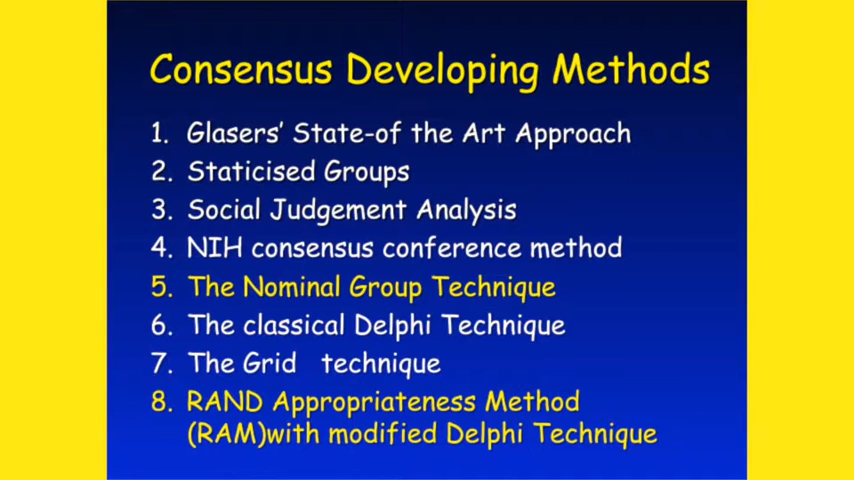 Consensus Developing Methods
1. Glasers' State-of the Art Approach
2. Staticised Groups
3. Social Judgement Analysis
4. NIH consensus conference method
5. The Nominal Group Technique
6. The classical Delphi Technique
7. The Grid technique
8. RAND Appropriateness Method
(RAM)with modified Delphi Technique